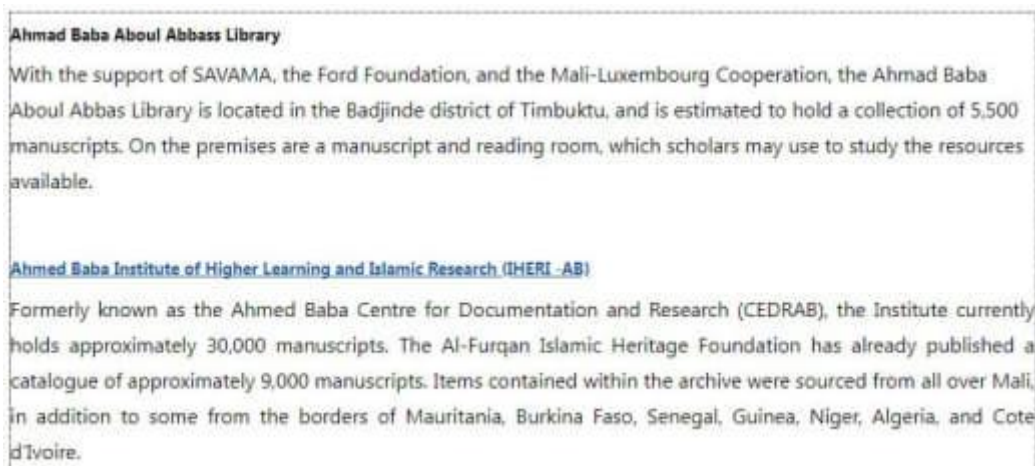 Ahmad Baba Aboul Abbass Library
With the support of SAVAMA, the Ford Foundation, and the Mali-Luxembourg Cooperation, the Ahmad Baba
Aboul Abbas Library is located in the Badjinde district of Timbuktu, and is estimated to hold a collection of 5,500
manuscripts. On the premises are a manuscript and reading room, which scholars may use to study the resources
available.
Ahmed Baba Institute of Higher Learning and Islamic Research (IHERI -AB)
Formerly known as the Ahmed Baba Centre for Documentation and Research (CEDRAB), the Institute currently
holds approximately 30,000 manuscripts. The Al-Furqan Islamic Heritage Foundation has already published a
catalogue of approximately 9,000 manuscripts. Items contained within the archive were sourced from all over Mali,
in addition to some from the borders of Mauritania, Burkina Faso, Senegal, Guinea, Niger, Algeria, and Cote
d'Ivoire.